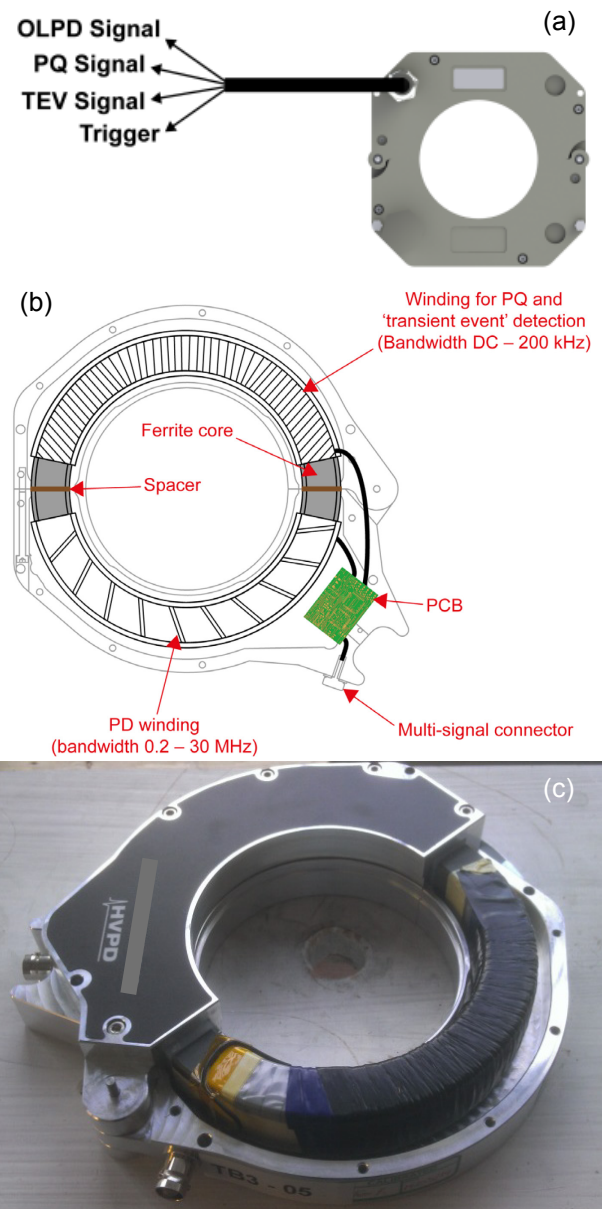 (a)
OLPD Signal
PQ Signal
TEV Signal
Trigger
(b)
Winding for PQ and
'transient event' detection
(Bandwidth DC – 200 kHz)
Ferrite core
Spacer
PCB
PD winding
(bandwidth 0.2 – 30 MHz)
Multi-signal connector
(c)
HVPD
TB3 - 05